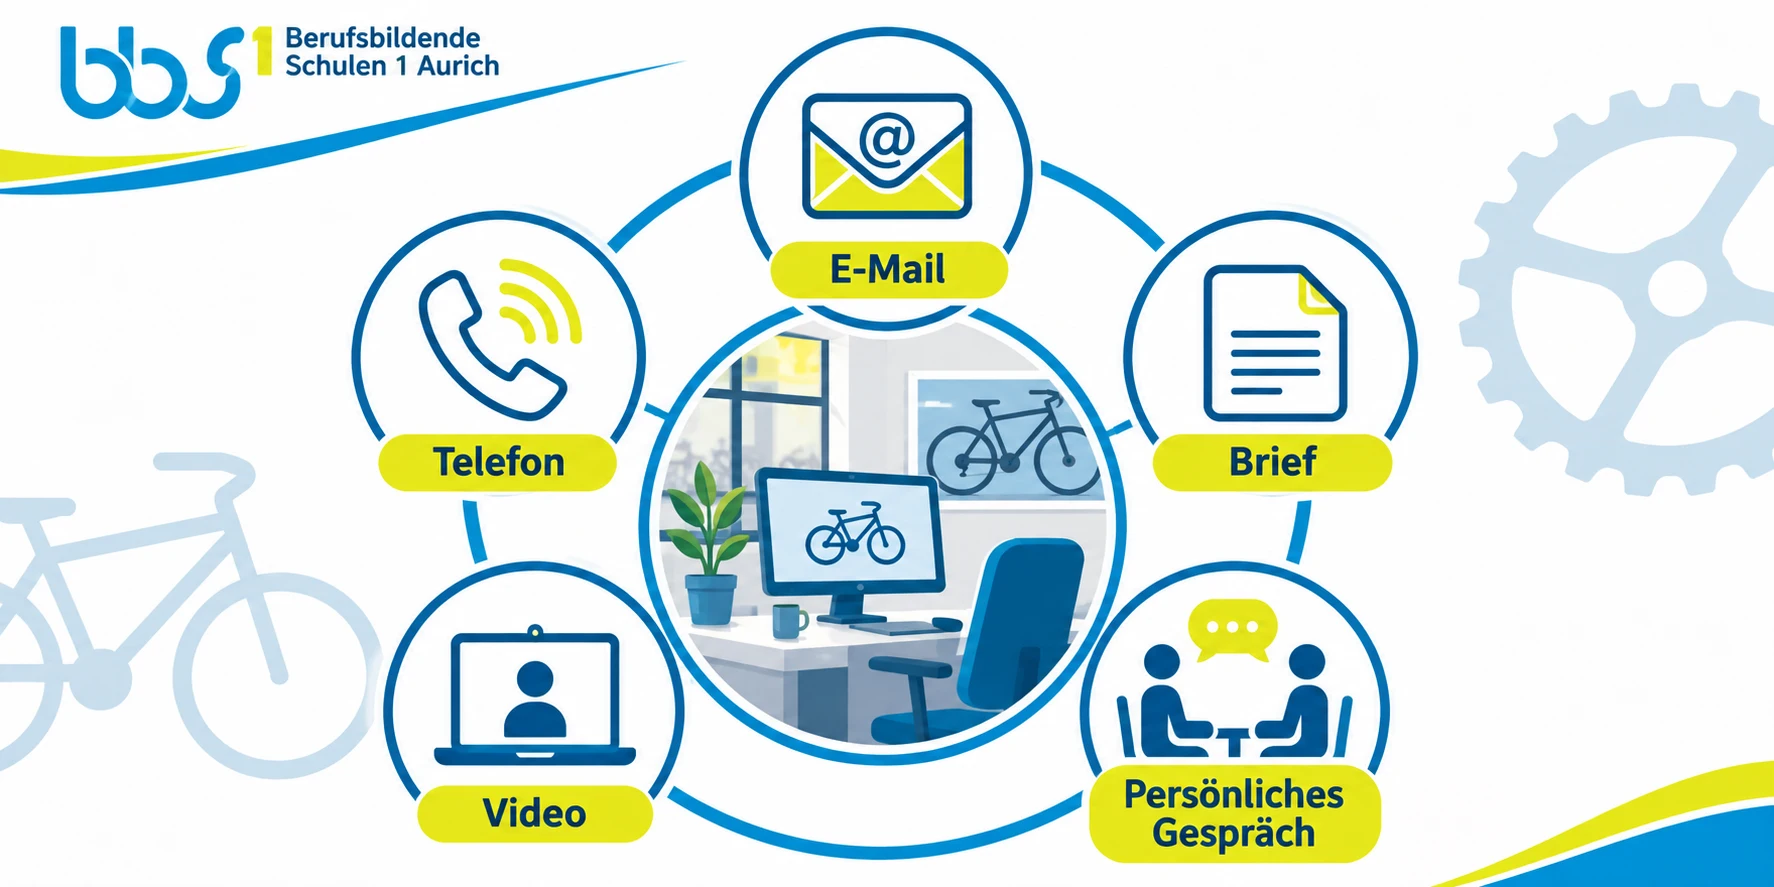 bbs1
Berufsbildende
Schulen 1 Aurich
@
E-Mail
Telefon
Brief
Video
Persönliches
Gespräch